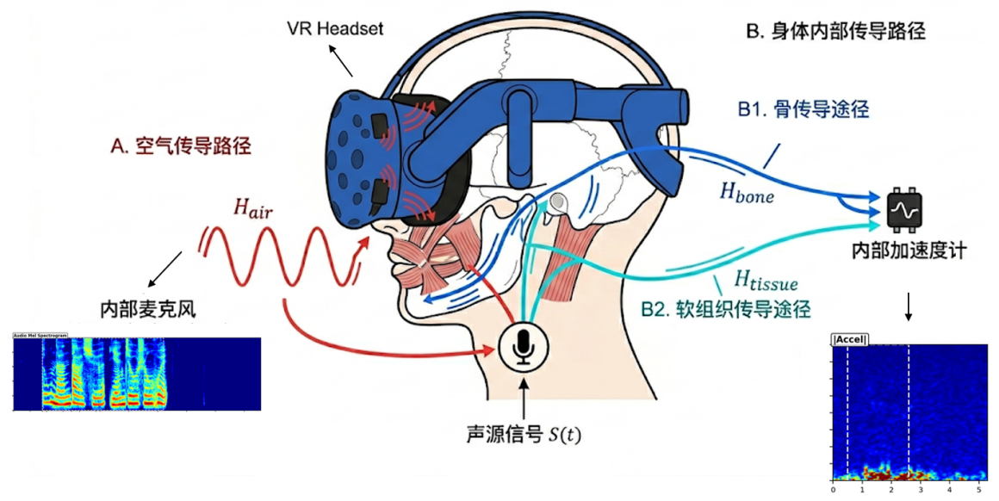 VR Headset
B. 身体内部传导路径
B1. 骨传导途径
A. 空气传导路径
H_air
H_bone
内部加速度计
H_tissue
B2. 软组织传导途径
内部麦克风
Audio Mel Spectrogram
|Accel|
声源信号 S(t)
0 1 2 3 4 5